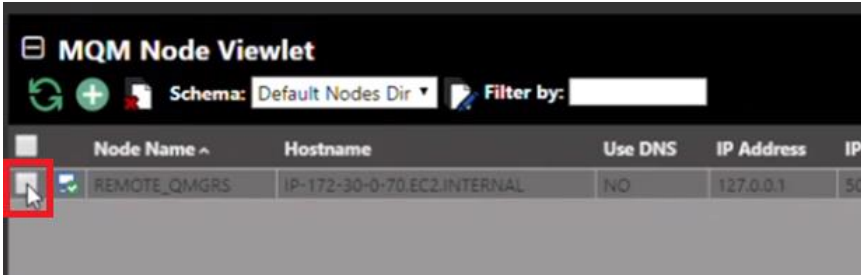 MQM Node Viewlet
Schema: Default Nodes Dir Filter by:
Node Name Hostname Use DNS IP Address IP
REMOTE_QMGRS IP-172-30-0-70.EC2.INTERNAL NO 127.0.0.1 50